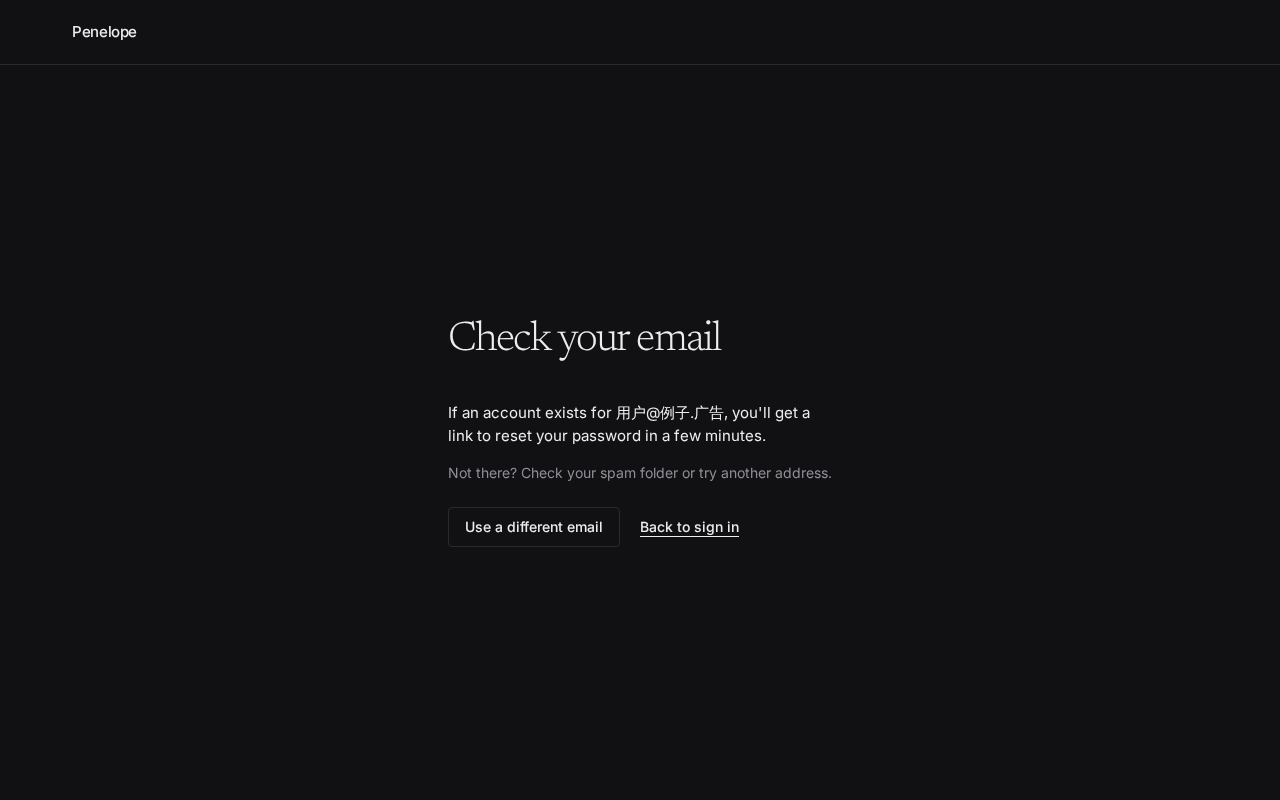 Penelope
Check your email
If an account exists for 用户@例子.广告, you'll get a
link to reset your password in a few minutes.
Not there? Check your spam folder or try another address.
Use a different email
Back to sign in